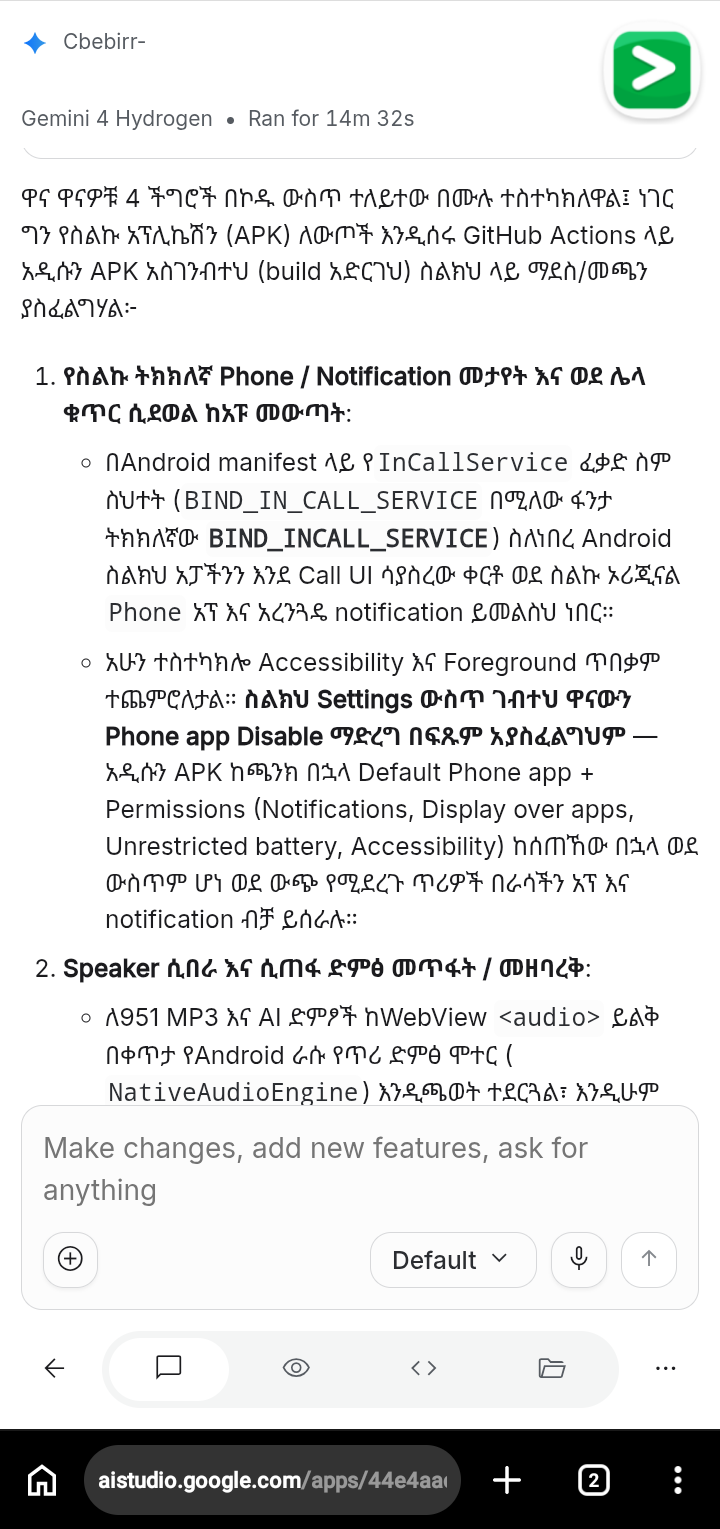 Cbebirr-
Gemini 4 Hydrogen • Ran for 14m 32s
ዋና ዋናዎቹ 4 ችግሮች በኮዱ ውስጥ ተለይተው በሙሉ ተስተካክለዋል፤ ነገር
ግን የስልኩ አፕሊኬሽን (APK) ለውጦች እንዲሰሩ GitHub Actions ላይ
አዲሱን APK አስገንብተህ (build አድርገህ) ስልክህ ላይ ማደስ/መጫን
ያስፈልግሃል፦
1. የስልኩ ትክክለኛ Phone / Notification መታየት እና ወደ ሌላ
ቁጥር ሲደወል ከአፑ መውጣት:
○ በAndroid manifest ላይ የ InCallService ፈቃድ ስም
ስህተት (BIND_IN_CALL_SERVICE በሚለው ፋንታ
ትክክለኛው BIND_INCALL_SERVICE) ስለነበረ Android
ስልክህ አፓችንን እንደ Call UI ሳያስረው ቀርቶ ወደ ስልኩ ኦሪጂናል
Phone አፕ እና አረንጓዴ notification ይመልስህ ነበር።
○ አሁን ተስተካክሎ Accessibility እና Foreground ጥበቃም
ተጨምሮለታል። ስልክህ Settings ውስጥ ገብተህ ዋናውን
Phone app Disable ማድረግ በፍጹም አያስፈልግህም —
አዲሱን APK ከጫንክ በኋላ Default Phone app +
Permissions (Notifications, Display over apps,
Unrestricted battery, Accessibility) ከሰጠኸው በኋላ ወደ
ውስጥም ሆነ ወደ ውጭ የሚደረጉ ጥሪዎች በራሳችን አፕ እና
notification ብቻ ይሰራሉ።
2. Speaker ሲበራ እና ሲጠፋ ድምፅ መጥፋት / መዘባረቅ:
○ ለ951 MP3 እና AI ድምፆች ከWebView <audio> ይልቅ
በቀጥታ የAndroid ራሱ የጥሪ ድምፅ ሞተር (
NativeAudioEngine) እንዲጫወት ተደርጓል፣ እንዲሁም
Make changes, add new features, ask for
anything
Default
aistudio.google.com/apps/44e4aa
2